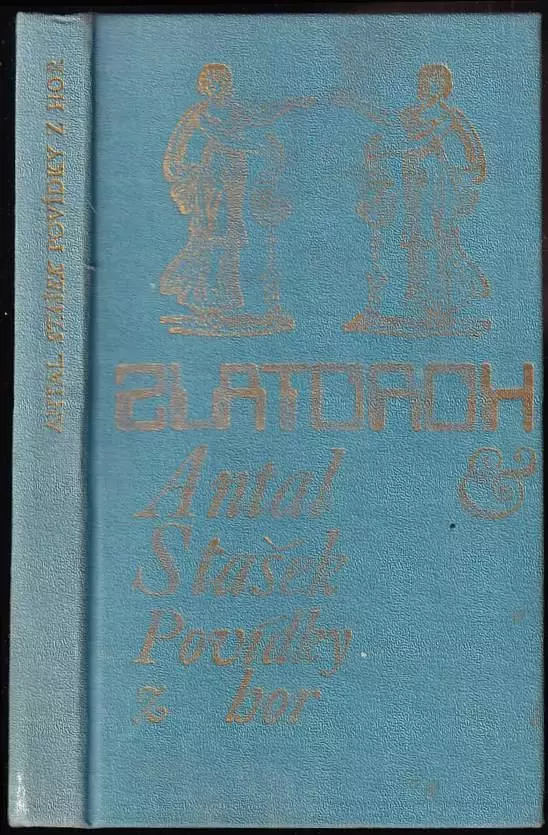 ANTAL STAŠEK POVÍDKY Z HOR
ZLATOROH
&
Antal
Stašek
Povídky
z hor